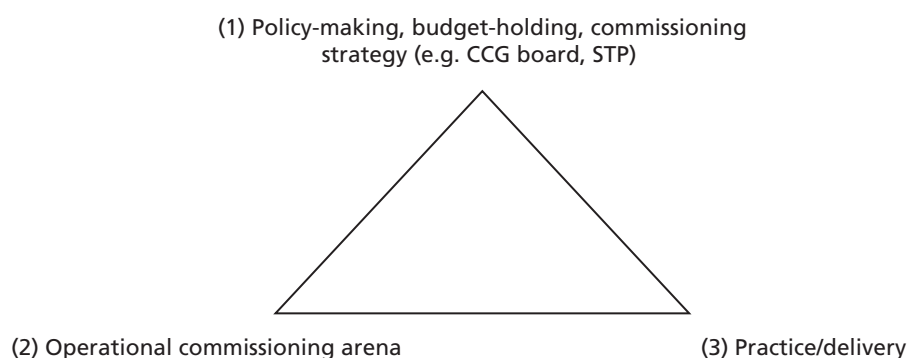 (1) Policy-making, budget-holding, commissioning
strategy (e.g. CCG board, STP)
(2) Operational commissioning arena
(3) Practice/delivery